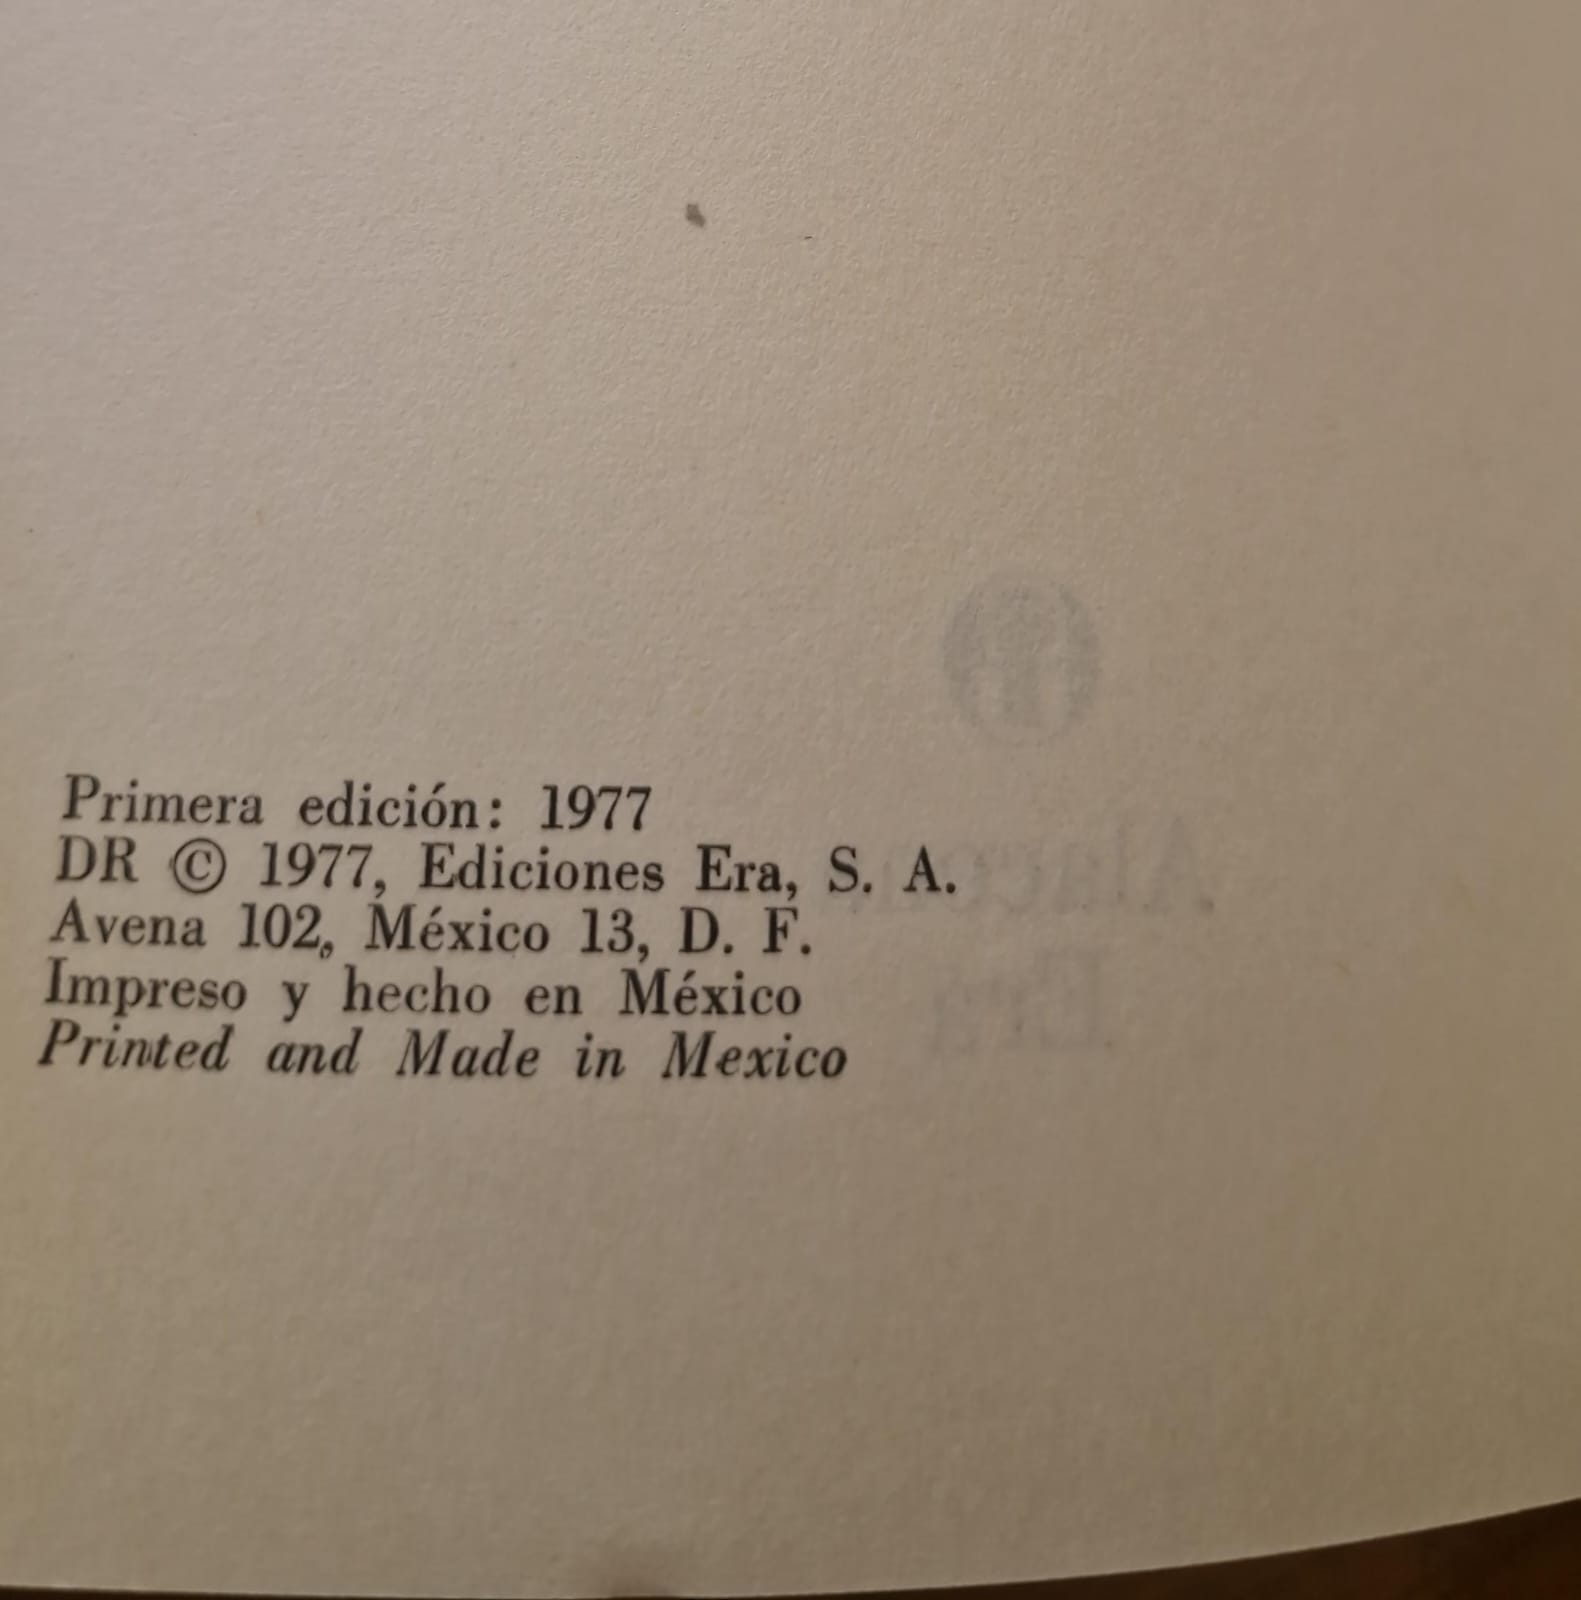 Primera edición: 1977
DR © 1977, Ediciones Era, S. A.
Avena 102, México 13, D. F.
Impreso y hecho en México
Printed and Made in Mexico
Era